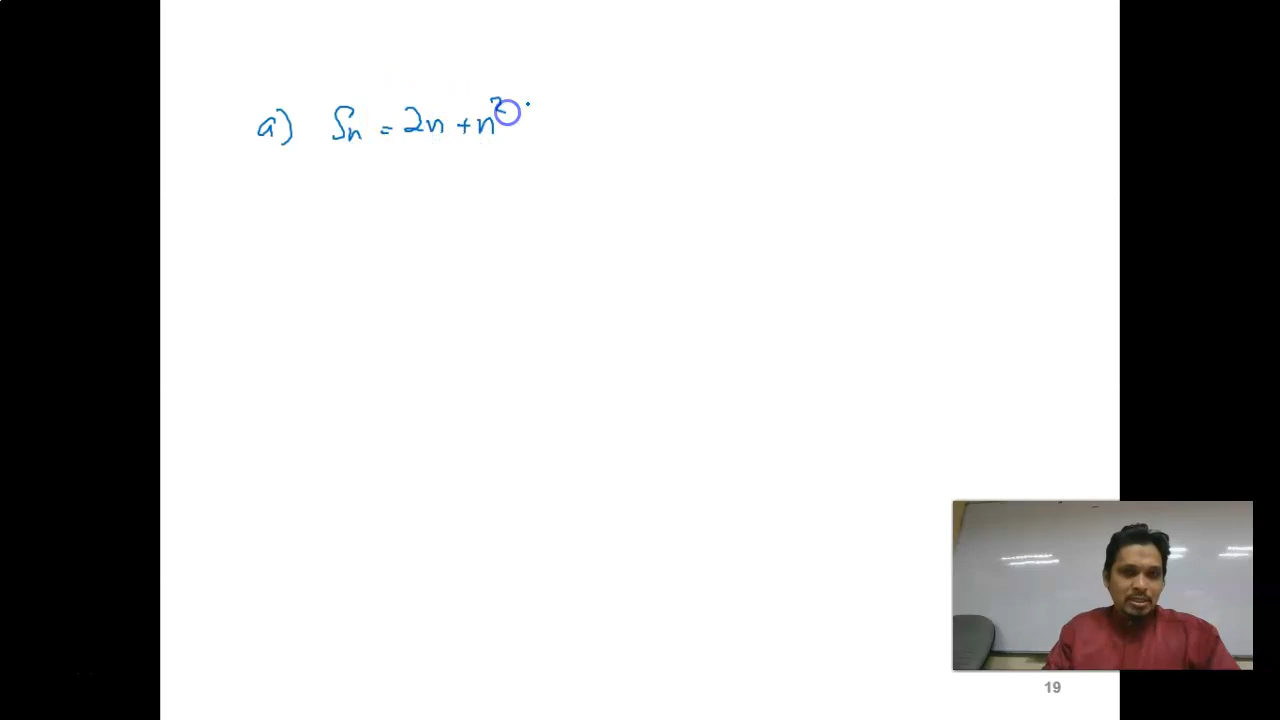 a) Sn = 2n + n²
19